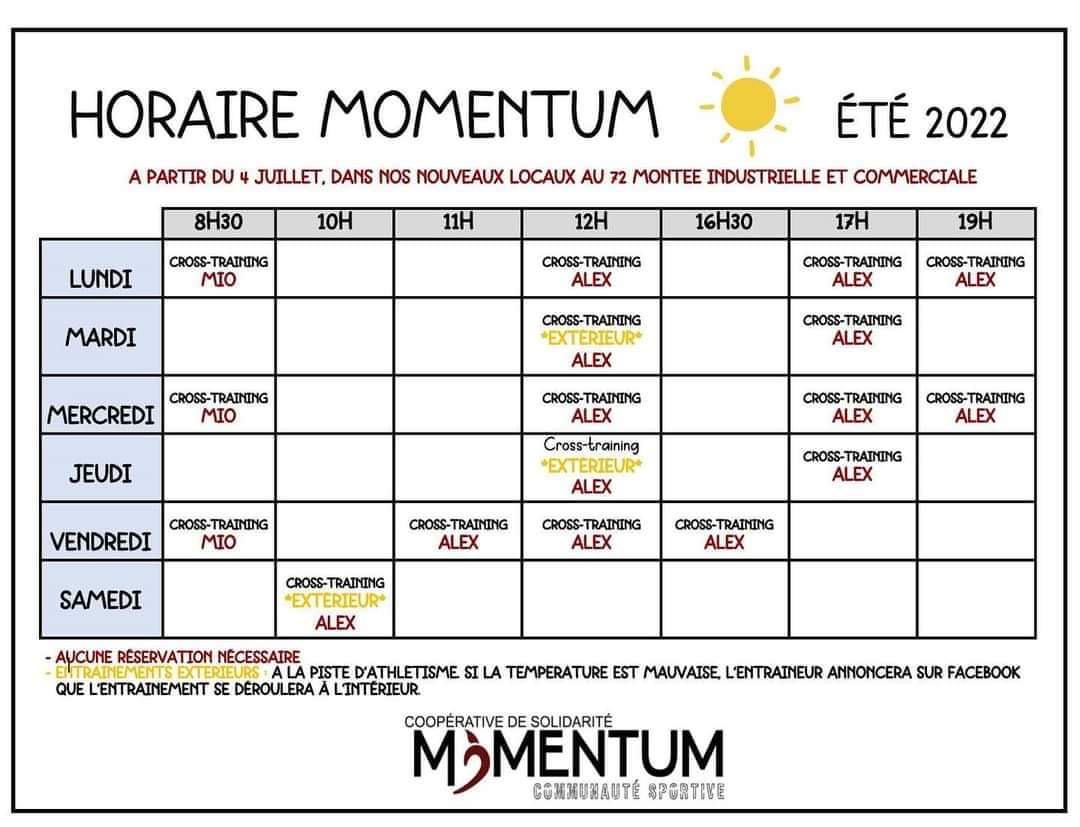 HORAIRE MOMENTUM
ÉTÉ 2022
A PARTIR DU 4 JUILLET, DANS NOS NOUVEAUX LOCAUX AU 72 MONTEE INDUSTRIELLE ET COMMERCIALE
8H30 10H 11H 12H 16H30 17H 19H
LUNDI
CROSS-TRAINING CROSS-TRAINING CROSS-TRAINING CROSS-TRAINING
MIO ALEX ALEX ALEX
MARDI
CROSS-TRAINING CROSS-TRAINING
*EXTÉRIEUR* ALEX
ALEX
MERCREDI
CROSS-TRAINING CROSS-TRAINING CROSS-TRAINING CROSS-TRAINING
MIO ALEX ALEX ALEX
JEUDI
Cross-training CROSS-TRAINING
*EXTÉRIEUR* ALEX
ALEX
VENDREDI
CROSS-TRAINING CROSS-TRAINING CROSS-TRAINING CROSS-TRAINING
MIO ALEX ALEX ALEX
SAMEDI
CROSS-TRAINING
*EXTÉRIEUR*
ALEX
- AUCUNE RÉSERVATION NÉCESSAIRE
- ENTRAINEMENTS EXTERIEURS : A LA PISTE D'ATHLETISME. SI LA TEMPERATURE EST MAUVAISE, L'ENTRAINEUR ANNONCERA SUR FACEBOOK
QUE L'ENTRAINEMENT SE DÉROULERA À L'INTÉRIEUR.
COOPÉRATIVE DE SOLIDARITÉ
MOMENTUM
COMMUNAUTÉ SPORTIVE